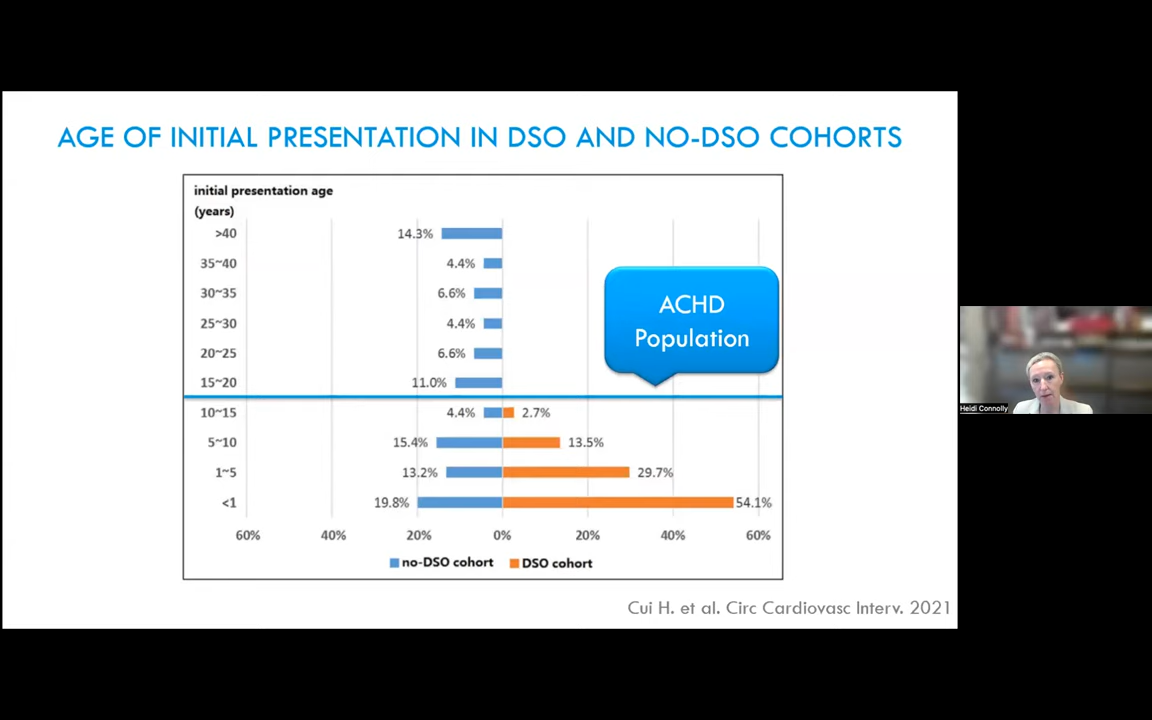 AGE OF INITIAL PRESENTATION IN DSO AND NO-DSO COHORTS
initial presentation age
(years)
>40 14.3%
35~40 4.4%
30~35 6.6%
25~30 4.4%
20~25 6.6%
15~20 11.0%
ACHD
Population
10~15 4.4% 2.7%
5~10 15.4% 13.5%
1~5 13.2% 29.7%
<1 19.8% 54.1%
60% 40% 20% 0% 20% 40% 60%
no-DSO cohort DSO cohort
Cui H. et al. Circ Cardiovasc Interv. 2021
Heidi Connolly